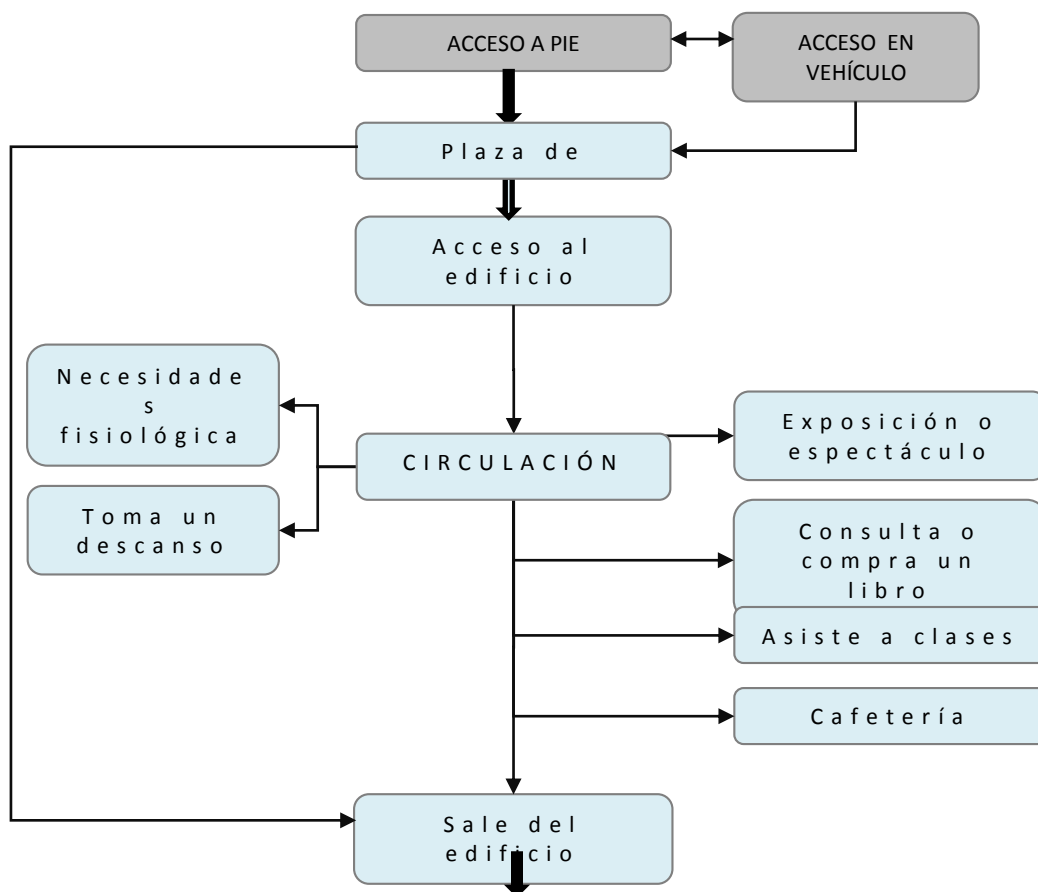 ACCESO A PIE
ACCESO EN
VEHÍCULO
Plaza de
Acceso al
edificio
Necesidade
s
fisiológica
Exposición o
espectáculo
CIRCULACIÓN
Toma un
descanso
Consulta o
compra un
libro
Asiste a clases
Cafetería
Sale del
edificio